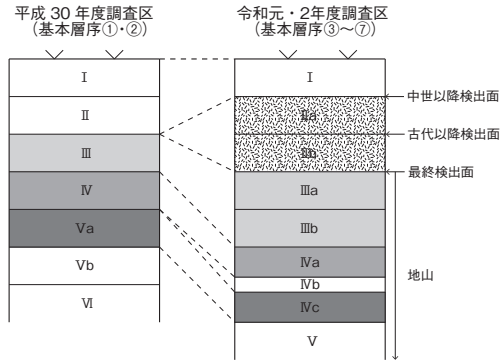 平成 30 年度調査区
(基本層序①・②)
Ⅰ
Ⅱ
Ⅲ
Ⅳ
Ⅴa
Ⅴb
Ⅵ
令和元・2年度調査区
(基本層序③~⑦)
Ⅰ
Ⅱa
Ⅱb
Ⅲa
Ⅲb
Ⅳa
Ⅳb
Ⅳc
Ⅴ
中世以降検出面
古代以降検出面
最終検出面
地山